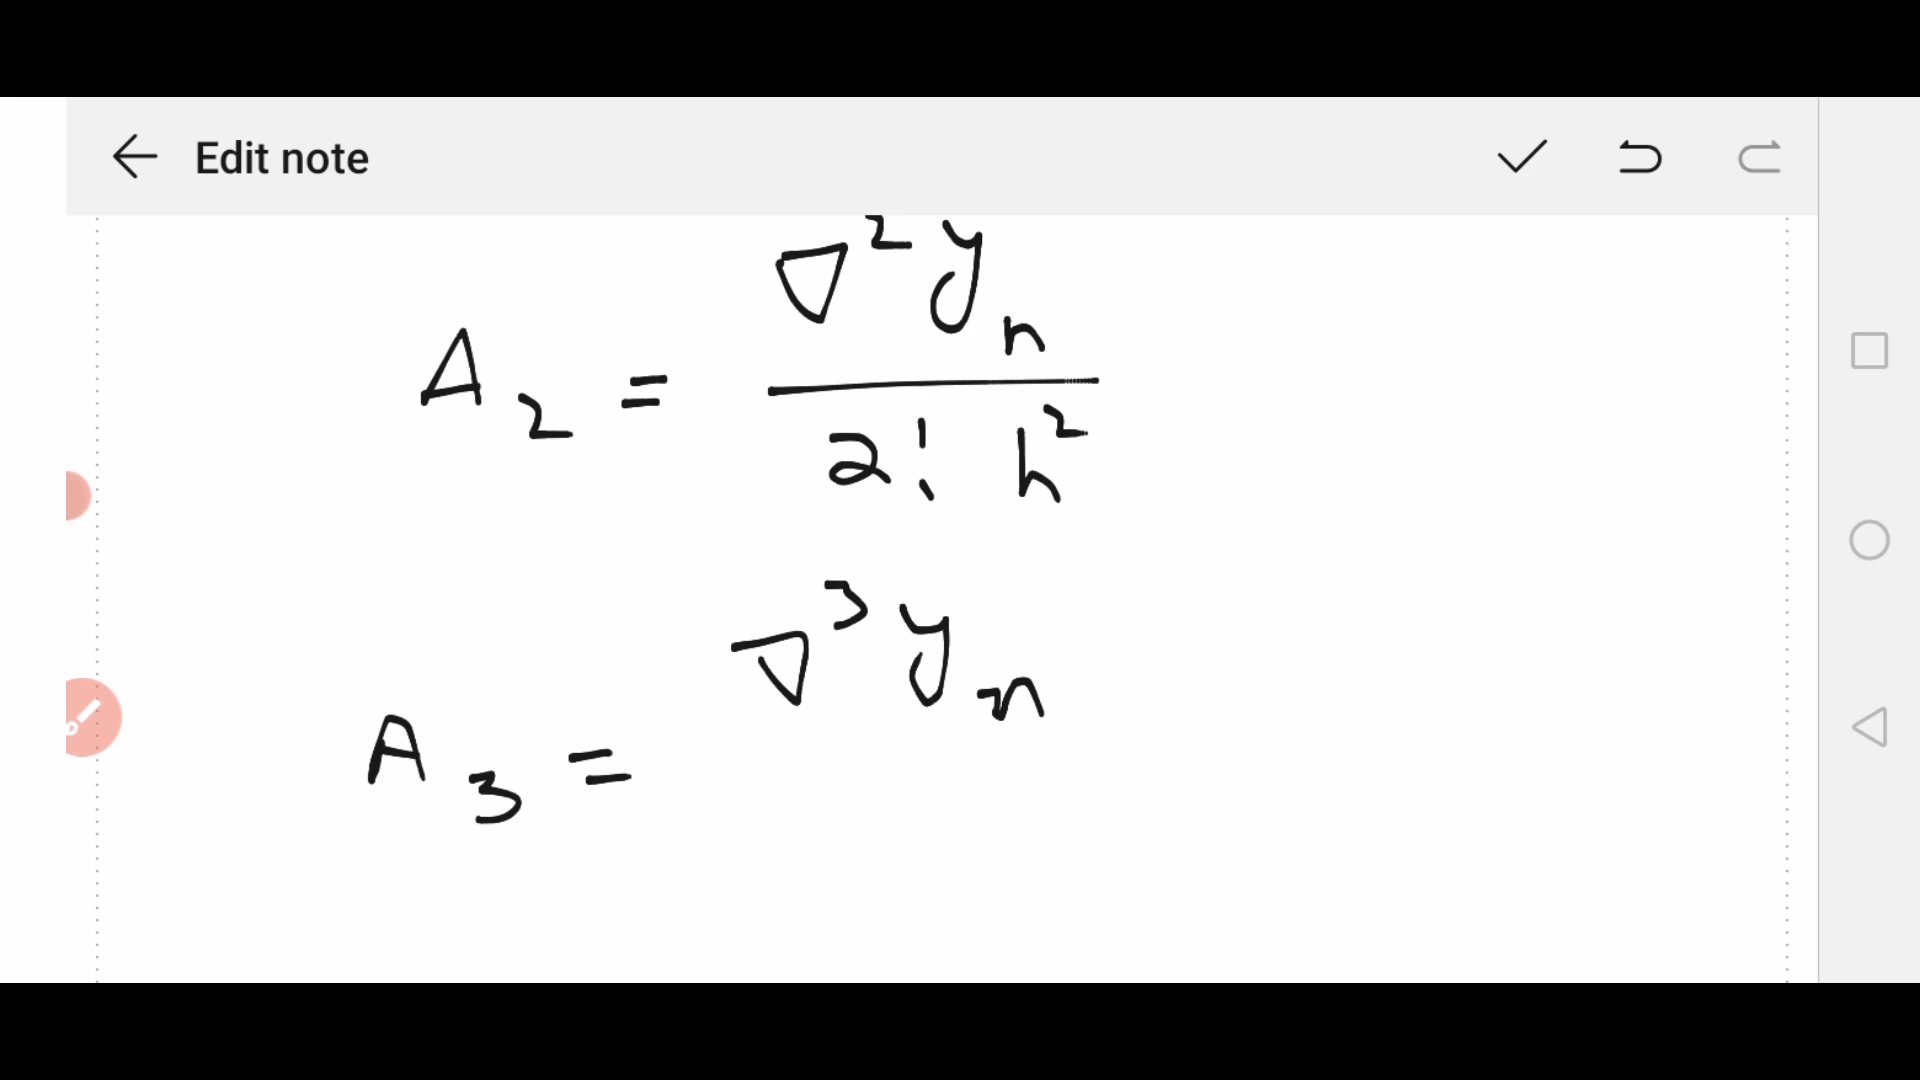 Edit note
A₂ = ∇²yₙ / 2! h²
A₃ = ∇³yₙ